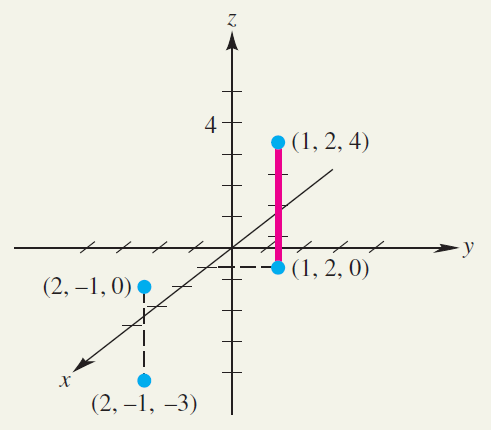 z
4
(1, 2, 4)
y
(1, 2, 0)
(2, –1, 0)
x
(2, –1, –3)